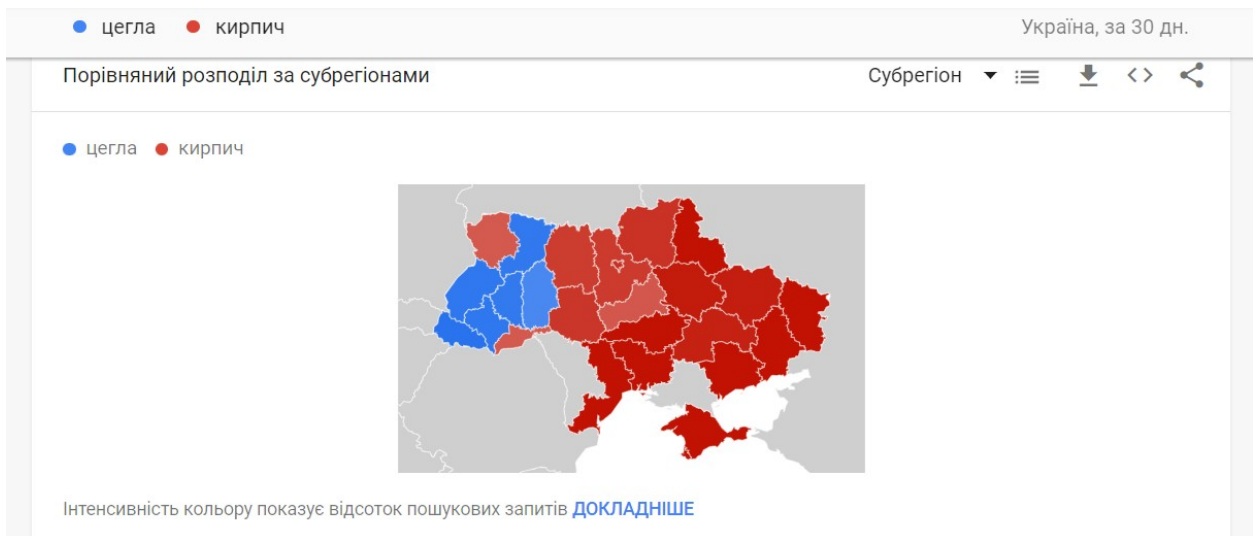 цегла кирпич Україна, за 30 дн.
Порівняний розподіл за субрегіонами Субрегіон
цегла кирпич
Інтенсивність кольору показує відсоток пошукових запитів ДОКЛАДНІШЕ